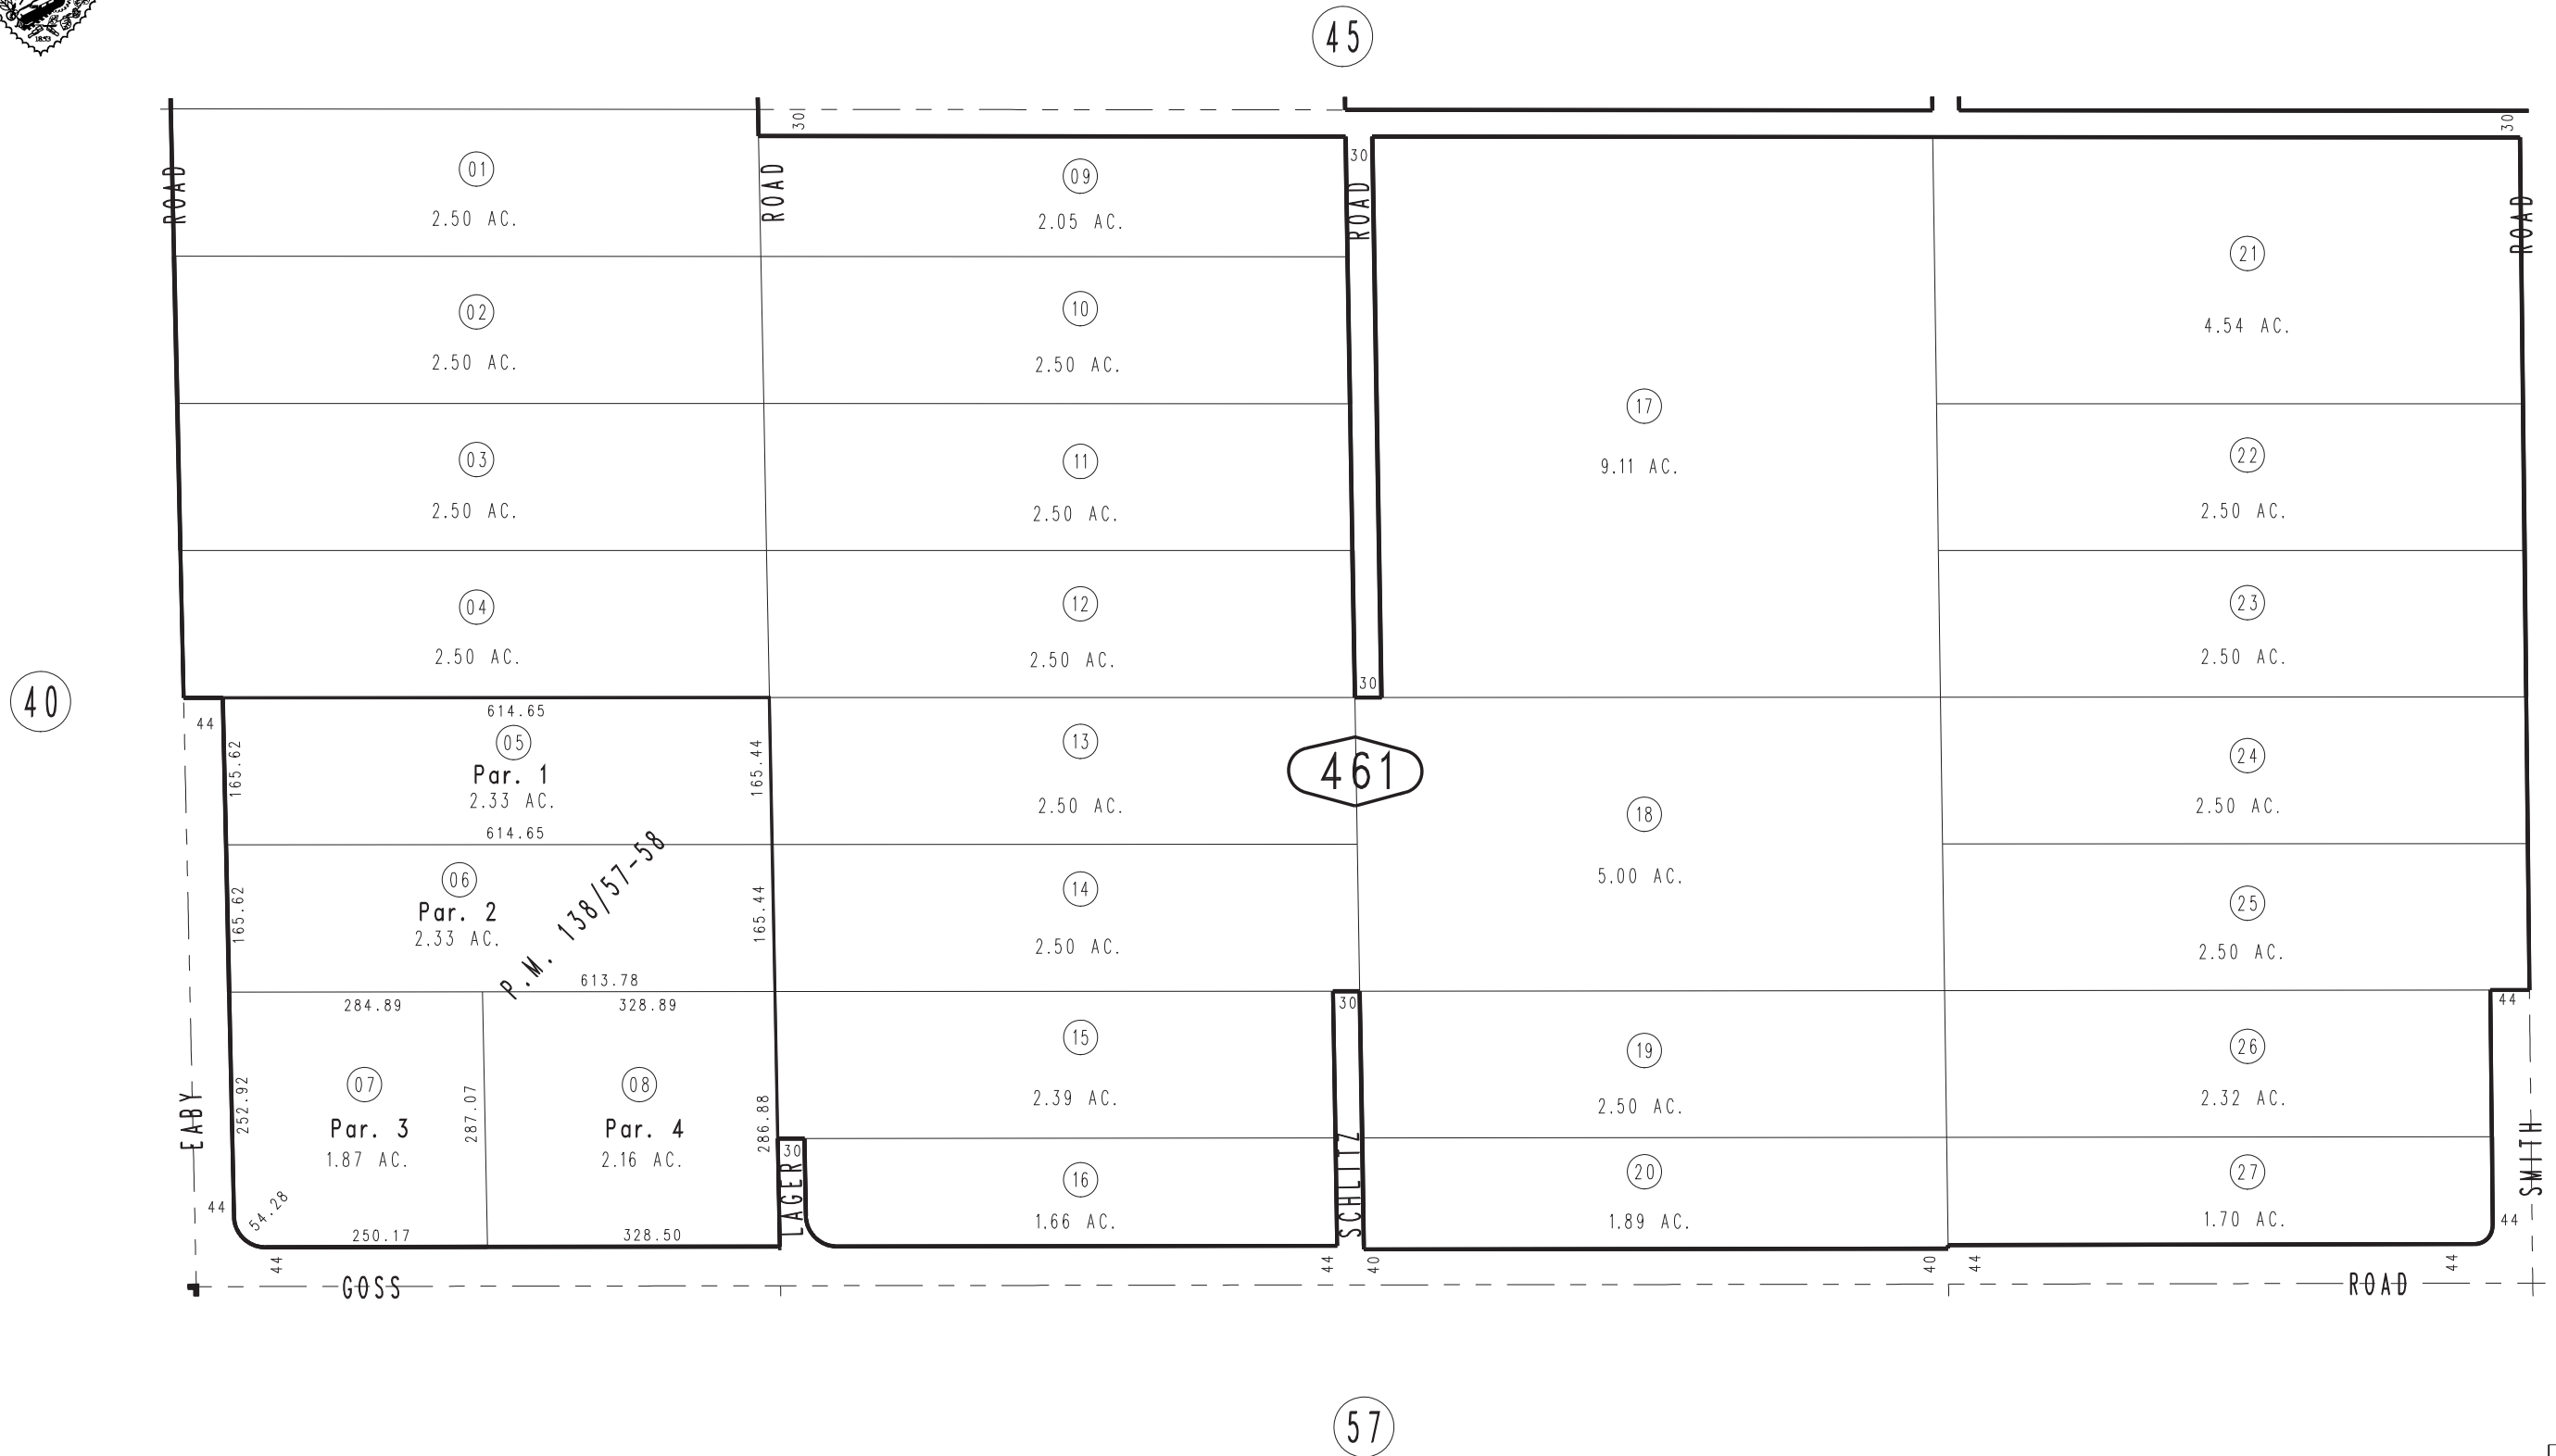 1853
45
30
30
30
ROAD
ROAD
ROAD
ROAD
01
2.50 AC.
09
2.05 AC.
21
4.54 AC.
02
2.50 AC.
10
2.50 AC.
17
9.11 AC.
03
2.50 AC.
11
2.50 AC.
22
2.50 AC.
04
2.50 AC.
12
2.50 AC.
23
2.50 AC.
30
40
44
614.65
165.62
05
Par. 1
2.33 AC.
165.44
614.65
13
2.50 AC.
461
18
5.00 AC.
24
2.50 AC.
06
Par. 2
2.33 AC.
165.62
165.44
P.M. 138/57-58
613.78
14
2.50 AC.
25
2.50 AC.
284.89
328.89
30
44
15
2.39 AC.
19
2.50 AC.
26
2.32 AC.
EABY
252.92
07
Par. 3
1.87 AC.
287.07
08
Par. 4
2.16 AC.
286.88
30
LAGER
16
1.66 AC.
SCHLITZ
20
1.89 AC.
27
1.70 AC.
SMITH
44
54.28
250.17
328.50
44
44
44
40
40
44
44
GOSS
ROAD
57